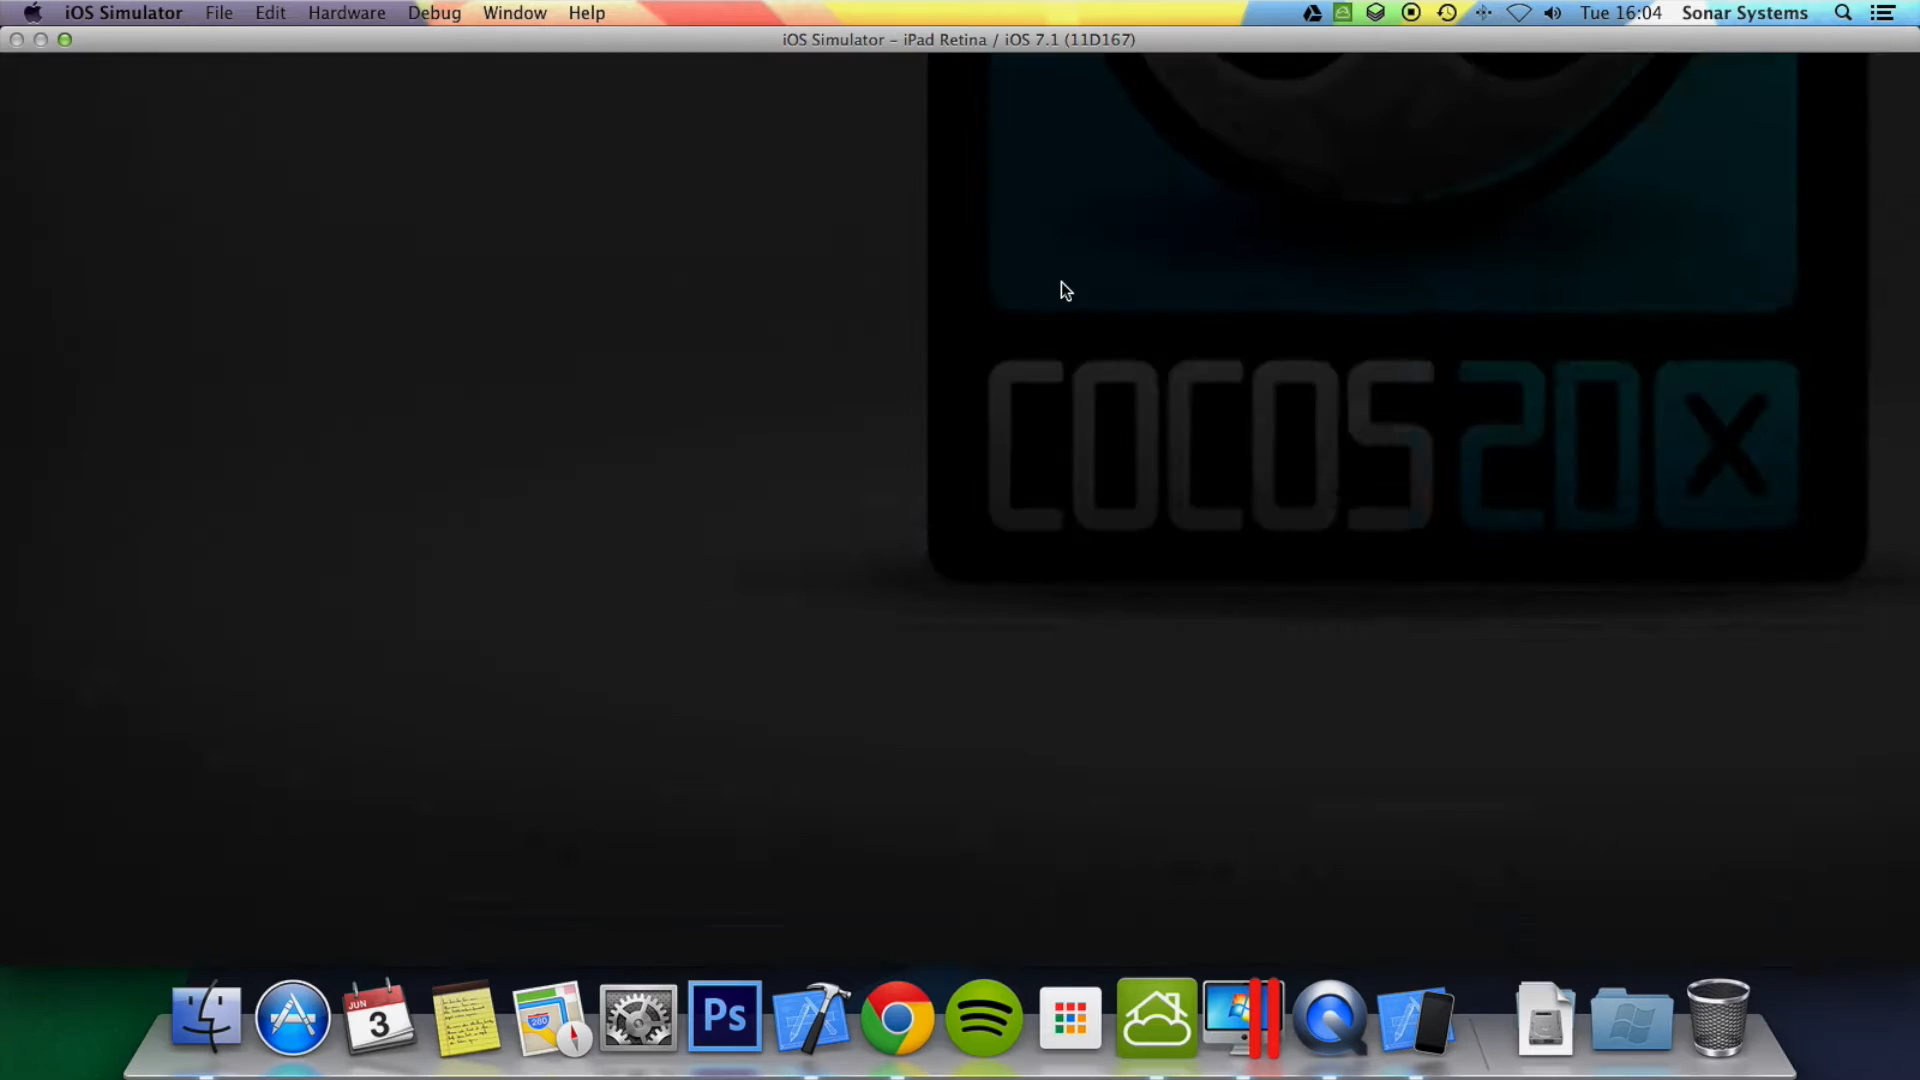 iOS Simulator File Edit Hardware Debug Window Help Tue 16:04 Sonar Systems
iOS Simulator – iPad Retina / iOS 7.1 (11D167)
COCOS2DX
JUN
3
280
Ps